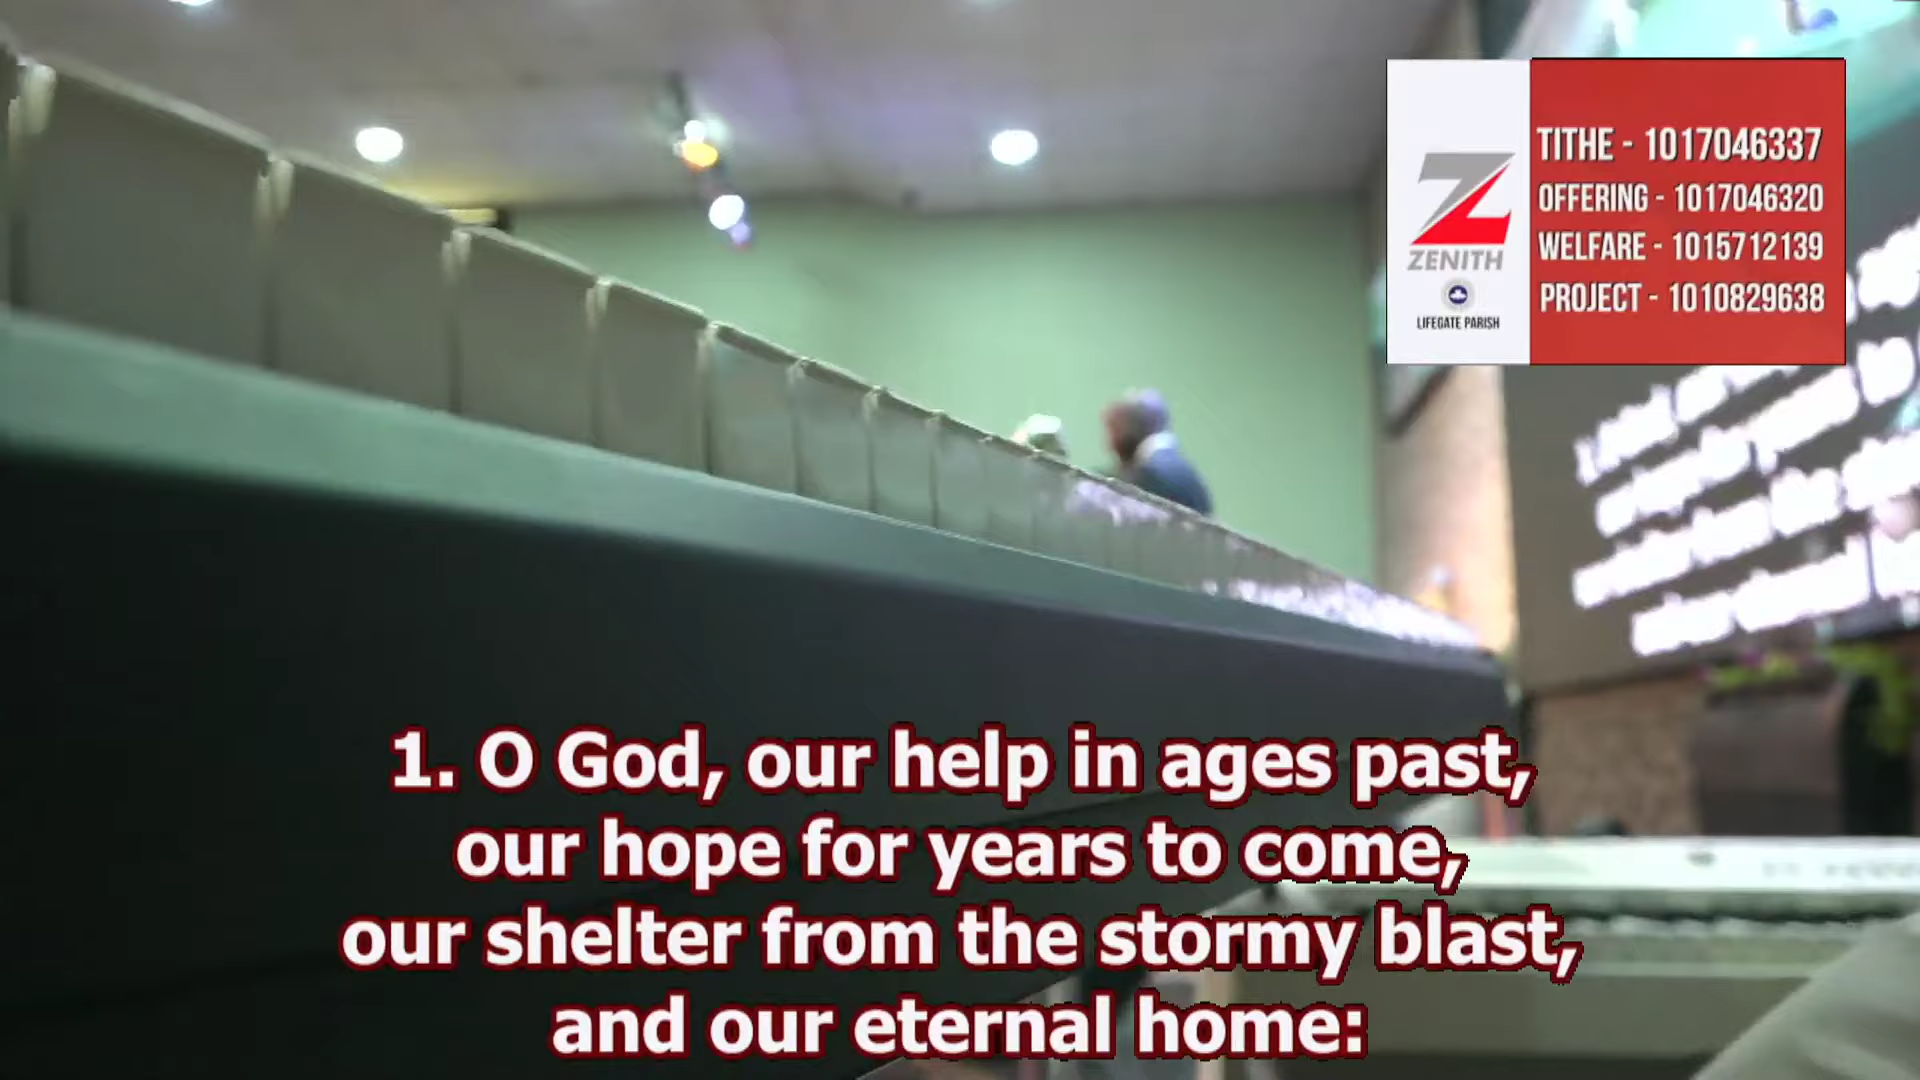 TITHE - 1017046337
OFFERING - 1017046320
WELFARE - 1015712139
PROJECT - 1010829638
ZENITH
LIFEGATE PARISH
1. O God, our help in ages past,
our hope for years to come,
our shelter from the stormy blast,
and our eternal home: